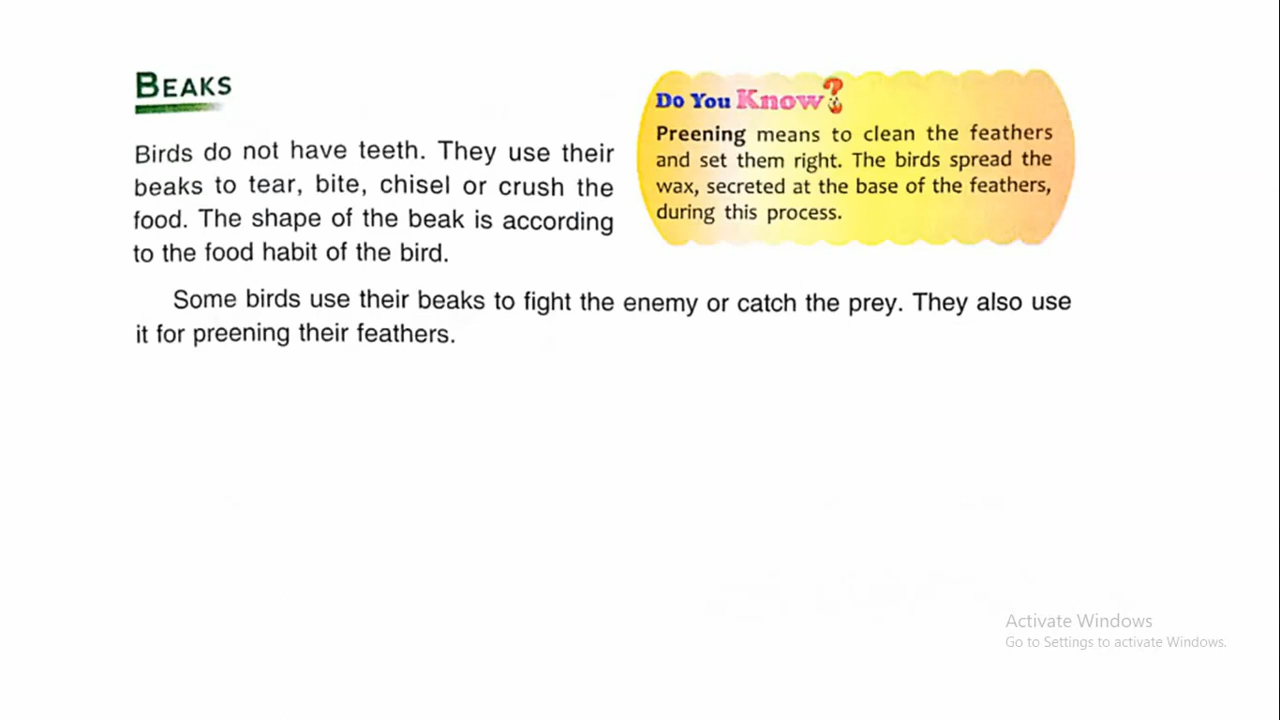 BEAKS
Birds do not have teeth. They use their
beaks to tear, bite, chisel or crush the
food. The shape of the beak is according
to the food habit of the bird.
Do You Know?
Preening means to clean the feathers
and set them right. The birds spread the
wax, secreted at the base of the feathers,
during this process.
Some birds use their beaks to fight the enemy or catch the prey. They also use
it for preening their feathers.
Activate Windows
Go to Settings to activate Windows.